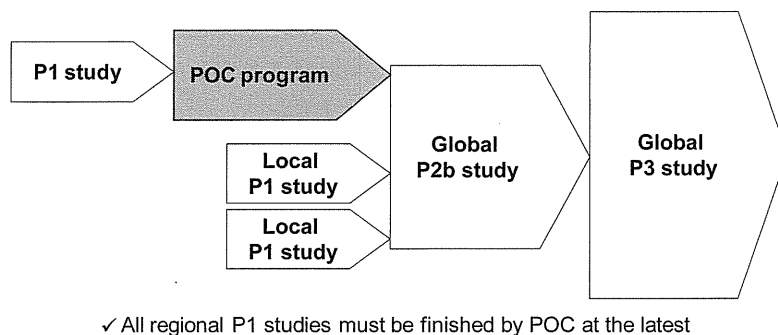 P1 study
POC program
Local
P1 study
Local
P1 study
Global
P2b study
Global
P3 study
✓ All regional P1 studies must be finished by POC at the latest